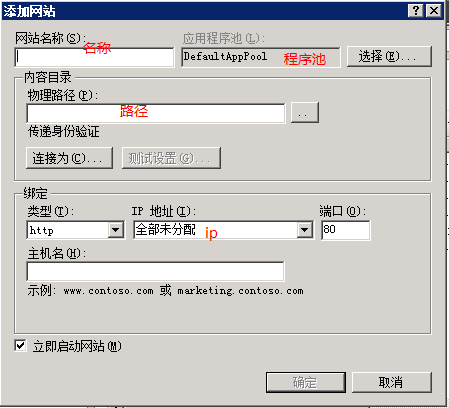 添加网站
网站名称(S):
名称
应用程序池(L):
DefaultAppPool
程序池
选择(E)...
内容目录
物理路径(P):
路径
..
传递身份验证
连接为(C)...
测试设置(G)...
绑定
类型(T):
IP 地址(I):
端口(O):
http
全部未分配
ip
80
主机名(H):
示例: www.contoso.com 或 marketing.contoso.com
立即启动网站(M)
确定
取消